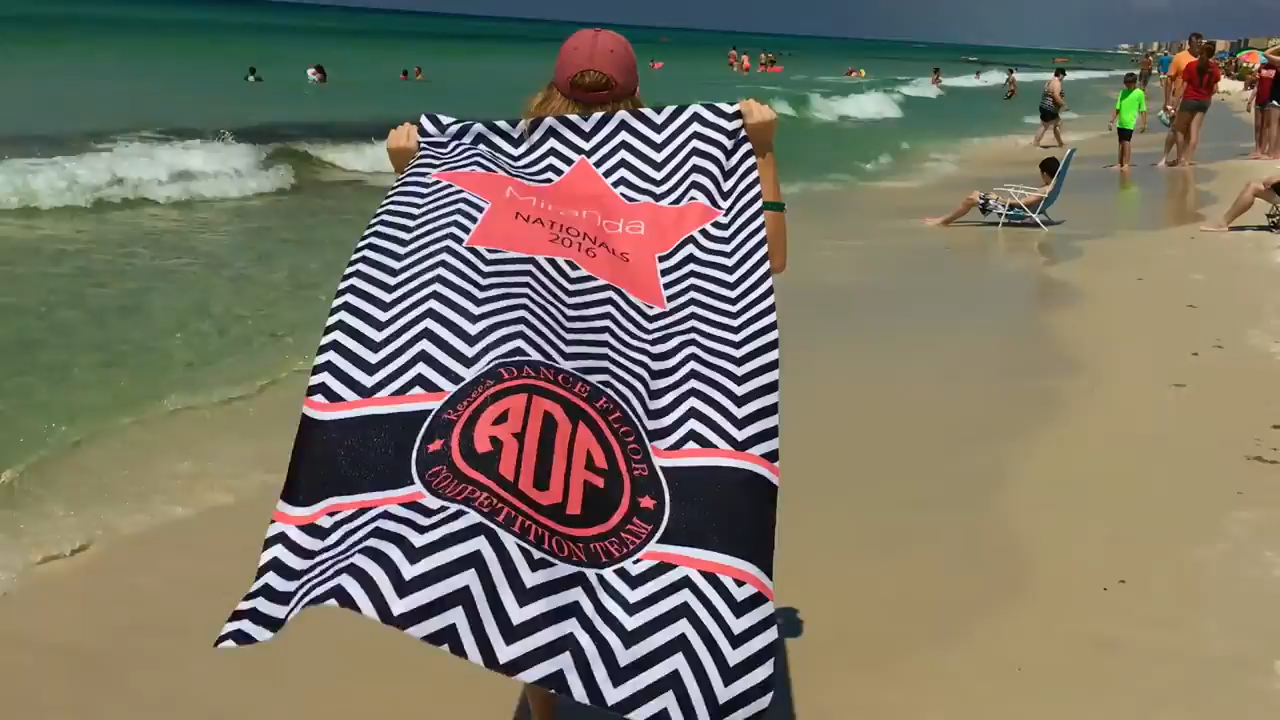 Miranda
NATIONALS
2016
Renee's DANCE FLOOR
RDF
COMPETITION TEAM